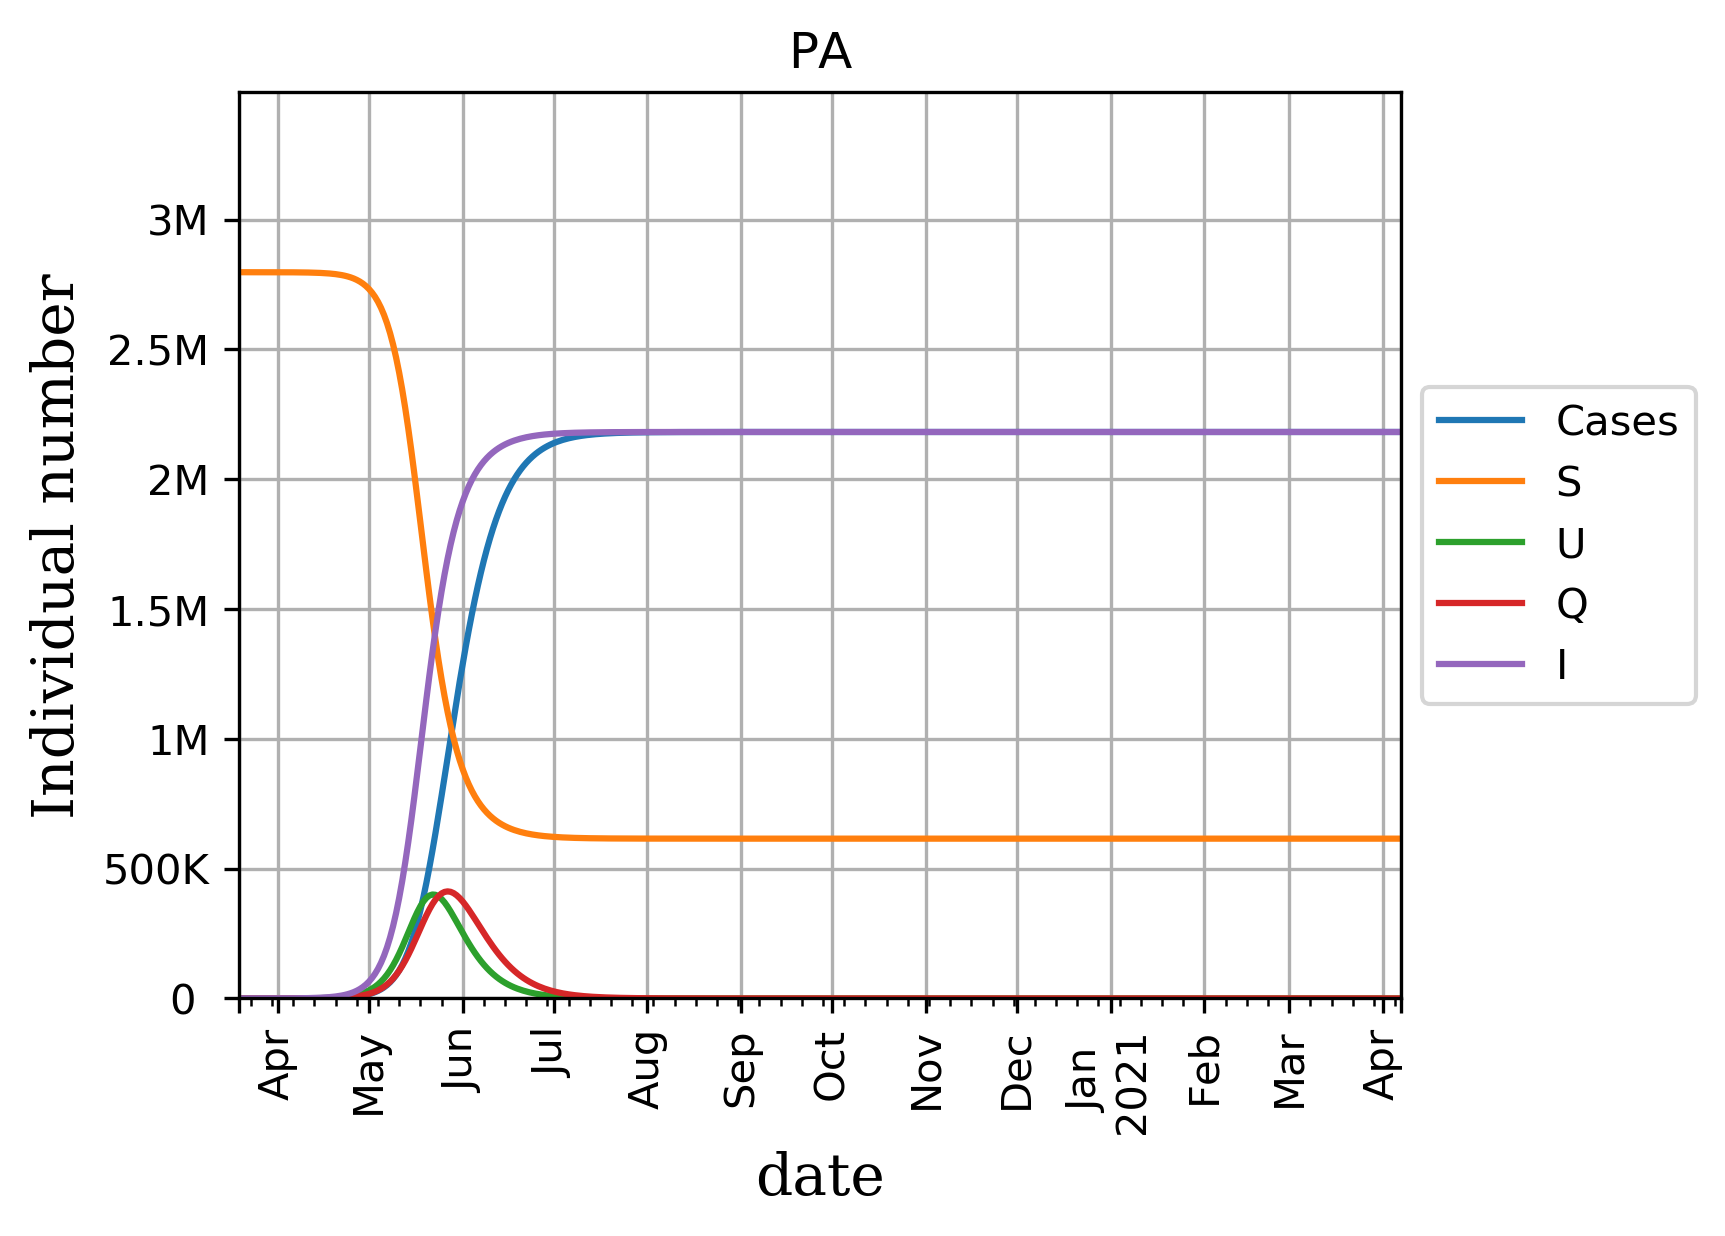 PA
Individual number
3M
2.5M
2M
1.5M
1M
500K
0
Apr
May
Jun
Jul
Aug
Sep
Oct
Nov
Dec
Jan
2021
Feb
Mar
Apr
date
Cases
S
U
Q
I